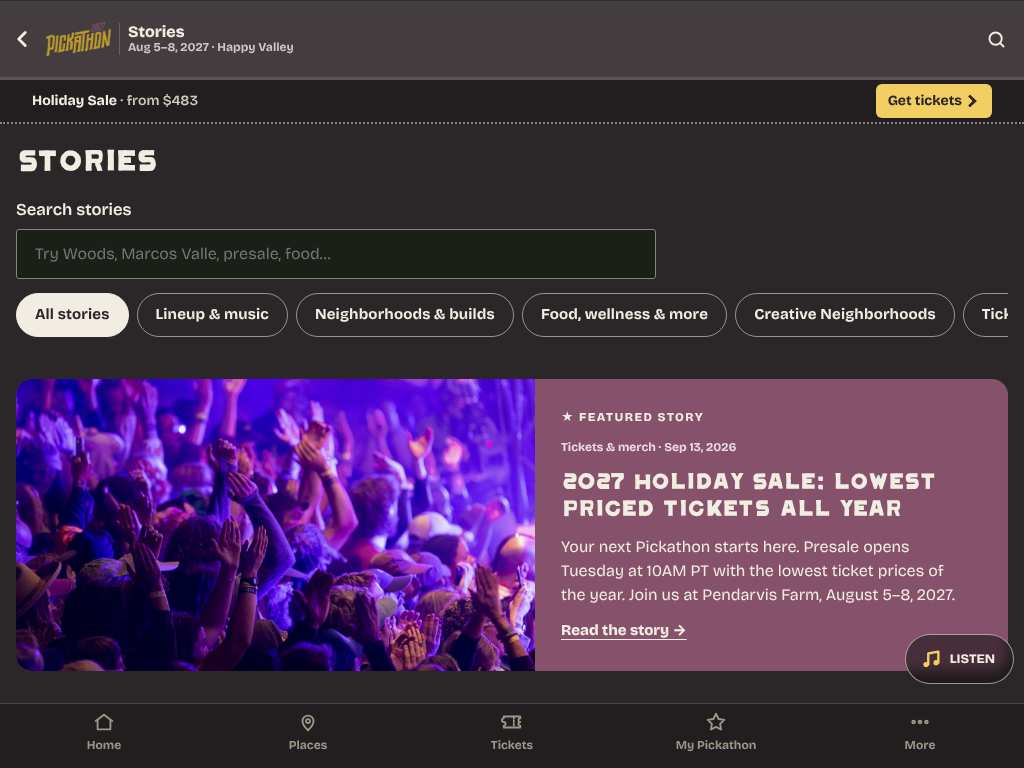 PICKATHON
Stories
Aug 5–8, 2027 · Happy Valley
Holiday Sale · from $483
Get tickets
STORIES
Search stories
Try Woods, Marcos Valle, presale, food...
All stories
Lineup & music
Neighborhoods & builds
Food, wellness & more
Creative Neighborhoods
★ FEATURED STORY
Tickets & merch · Sep 13, 2026
2027 HOLIDAY SALE: LOWEST
PRICED TICKETS ALL YEAR
Your next Pickathon starts here. Presale opens
Tuesday at 10AM PT with the lowest ticket prices of
the year. Join us at Pendarvis Farm, August 5–8, 2027.
Read the story →
LISTEN
Home
Places
Tickets
My Pickathon
More